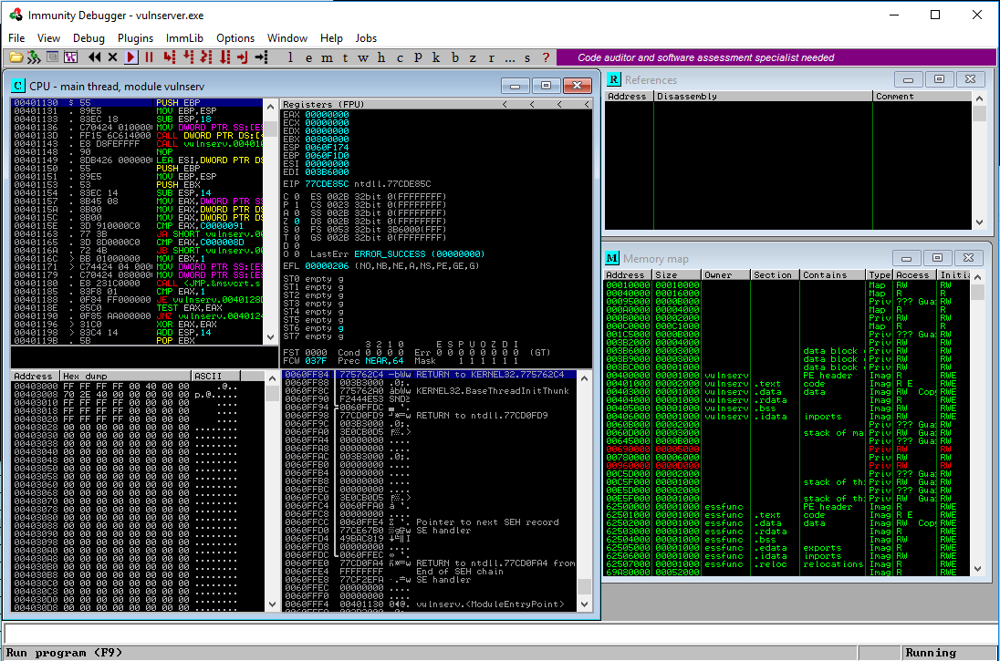 Immunity Debugger - vulnserver.exe
File View Debug Plugins ImmLib Options Window Help Jobs
l e m t w h c p k b z r ... s ?
Code auditor and software assessment specialist needed
C CPU - main thread, module vulnserv
00401130 55 PUSH EBP
00401131 . 89E5 MOV EBP,ESP
00401133 . 83EC 18 SUB ESP,18
00401136 . C70424 0100000 MOV DWORD PTR SS:[ES
0040113D . FF15 6C614000 CALL DWORD PTR DS:[<
00401143 . E8 D8FEFFFF CALL vulnserv.004010
00401148 . 90 NOP
00401149 . 8DB426 0000000 LEA ESI,DWORD PTR DS
00401150 . 55 PUSH EBP
00401151 . 89E5 MOV EBP,ESP
00401153 . 53 PUSH EBX
00401154 . 83EC 14 SUB ESP,14
00401157 . 8B45 08 MOV EAX,DWORD PTR SS
0040115A . 8B00 MOV EAX,DWORD PTR DS
0040115C . 8B00 MOV EAX,DWORD PTR DS
0040115E . 3D 910000C0 CMP EAX,C0000091
00401163 . 77 3B JA SHORT vulnserv.00
00401165 . 3D 8D0000C0 CMP EAX,C000008D
0040116A . 72 4B JB SHORT vulnserv.00
0040116C > BB 01000000 MOV EBX,1
00401171 > C74424 04 0000 MOV DWORD PTR SS:[ES
00401179 . C70424 080000 MOV DWORD PTR SS:[ES
00401180 . E8 231C0000 CALL <JMP.&msvcrt.s
00401185 . 83F8 01 CMP EAX,1
00401188 . 0F84 FF000000 JE vulnserv.0040128D
0040118E . 85C0 TEST EAX,EAX
00401190 . 0F85 AA000000 JNZ vulnserv.0040124
00401196 > 31C0 XOR EAX,EAX
00401198 > 83C4 14 ADD ESP,14
0040119B . 5B POP EBX
Registers (FPU) < < < <
EAX 00000000
ECX 00000000
EDX 00000000
EBX 00800000
ESP 0060F174
EBP 0060F1D0
ESI 00000000
EDI 003B6000
EIP 77CDE85C ntdll.77CDE85C
C 0 ES 002B 32bit 0(FFFFFFFF)
P 1 CS 0023 32bit 0(FFFFFFFF)
A 0 SS 002B 32bit 0(FFFFFFFF)
Z 0 DS 002B 32bit 0(FFFFFFFF)
S 0 FS 0053 32bit 3B6000(FFF)
T 0 GS 002B 32bit 0(FFFFFFFF)
D 0
O 0 LastErr ERROR_SUCCESS (00000000)
EFL 00000206 (NO,NB,NE,A,NS,PE,GE,G)
ST0 empty g
ST1 empty g
ST2 empty g
ST3 empty g
ST4 empty g
ST5 empty g
ST6 empty g
ST7 empty g
3 2 1 0 E S P U O Z D I
FST 0000 Cond 0 0 0 0 Err 0 0 0 0 0 0 0 0 (GT)
FCW 037F Prec NEAR,64 Mask 1 1 1 1 1 1
Address Hex dump ASCII
00403000 FF FF FF FF 00 40 00 00 .@..
00403008 70 2E 40 00 00 00 00 00 p.@.....
00403010 FF FF FF FF 00 00 00 00 ....
00403018 FF FF FF FF 00 00 00 00 ....
00403020 FF FF FF FF 00 00 00 00 ....
00403028 00 00 00 00 00 00 00 00 ........
00403030 00 00 00 00 00 00 00 00 ........
00403038 00 00 00 00 00 00 00 00 ........
00403040 00 00 00 00 00 00 00 00 ........
00403048 00 00 00 00 00 00 00 00 ........
00403050 00 00 00 00 00 00 00 00 ........
00403058 00 00 00 00 00 00 00 00 ........
00403060 00 00 00 00 00 00 00 00 ........
00403068 00 00 00 00 00 00 00 00 ........
00403070 00 00 00 00 00 00 00 00 ........
00403078 00 00 00 00 00 00 00 00 ........
00403080 00 00 00 00 00 00 00 00 ........
00403088 00 00 00 00 00 00 00 00 ........
00403090 00 00 00 00 00 00 00 00 ........
00403098 00 00 00 00 00 00 00 00 ........
004030A0 00 00 00 00 00 00 00 00 ........
004030A8 00 00 00 00 00 00 00 00 ........
004030B0 00 00 00 00 00 00 00 00 ........
004030B8 00 00 00 00 00 00 00 00 ........
004030C0 00 00 00 00 00 00 00 00 ........
004030C8 00 00 00 00 00 00 00 00 ........
004030D0 00 00 00 00 00 00 00 00 ........
004030D8 00 00 00 00 00 00 00 00 ........
0060FF84 775762C4 RETURN to KERNEL32.775762C4
0060FF88 003B3000
0060FF8C 775762A0 KERNEL32.BaseThreadInitThunk
0060FF90 F2444E53
0060FF94 0060FFDC
0060FF98 77CD0FD9 RETURN to ntdll.77CD0FD9
0060FF9C 003B3000
0060FFA0 3E0CB0D5
0060FFA4 00000000 ....
0060FFA8 00000000 ....
0060FFAC 003B3000
0060FFB0 00000000 ....
0060FFB4 00000000 ....
0060FFB8 00000000 ....
0060FFBC 00000000 ....
0060FFC0 3E0CB0D5
0060FFC4 0060FFA0
0060FFC8 00000000 ....
0060FFCC 0060FFE4 Pointer to next SEH record
0060FFD0 77CE67B0 SE handler
0060FFD4 49BAC819
0060FFD8 00000000 ....
0060FFDC 0060FFEC
0060FFE0 77CD0FA4 RETURN to ntdll.77CD0FA4 from
0060FFE4 FFFFFFFF End of SEH chain
0060FFE8 77CF2EFA SE handler
0060FFEC 00000000 ....
0060FFF0 00000000 ....
0060FFF4 00401130 vulnserv.<ModuleEntryPoint>
R References
Address Disassembly Comment
M Memory map
Address Size Owner Section Contains Type Access Initia
00010000 00010000 Map RW RW
00040000 00016000 Map R R
00095000 0000B000 Priv ??? Gua: RW
000A0000 00004000 Map R R
000B0000 00002000 Priv RW RW
000C0000 000C1000 Map R R
001C5000 0000B000 Priv ??? Gua: RW
003B2000 00004000 Priv RW RW
003B6000 00003000 data block Priv RW RW
003B9000 00003000 data block Priv RW RW
003BC000 00001000 data block Priv RW RW
00400000 00001000 vulnserv PE header Imag R RWE
00401000 00002000 vulnserv .text code Imag R E RWE
00403000 00001000 vulnserv .data data Imag RW Copy RWE
00404000 00001000 vulnserv .rdata Imag R RWE
00405000 00001000 vulnserv .bss Imag RW RWE
00406000 00001000 vulnserv .idata imports Imag RW RWE
0060B000 00002000 Priv ??? Gua: RW
0060D000 00003000 stack of ma Priv RW Gua: RW
00645000 0000B000 Priv ??? Gua: RW
00690000 00005000 Priv RW RW
00780000 00006000 Priv RW RW
00960000 0000D000 Priv RW RW
00C5D000 00002000 Priv ??? Gua: RW
00C5F000 00001000 stack of th Priv RW Gua: RW
00E5D000 00002000 Priv ??? Gua: RW
00E5F000 00001000 stack of th Priv RW Gua: RW
62500000 00001000 essfunc PE header Imag R RWE
62501000 00001000 essfunc .text code Imag R E RWE
62502000 00001000 essfunc .data data Imag RW Copy RWE
62503000 00001000 essfunc .rdata Imag R RWE
62504000 00001000 essfunc .bss Imag RW RWE
62505000 00001000 essfunc .edata exports Imag R RWE
62506000 00001000 essfunc .idata imports Imag RW RWE
62507000 00001000 essfunc .reloc relocations Imag R RWE
69A80000 00052000
Run program (F9) Running